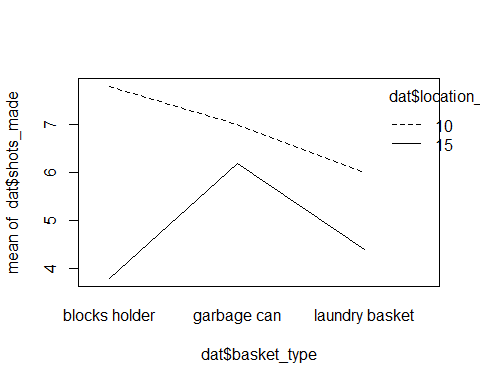 mean of dat$shots_made
7
6
5
4
dat$location_
10
15
blocks holder garbage can laundry basket
dat$basket_type